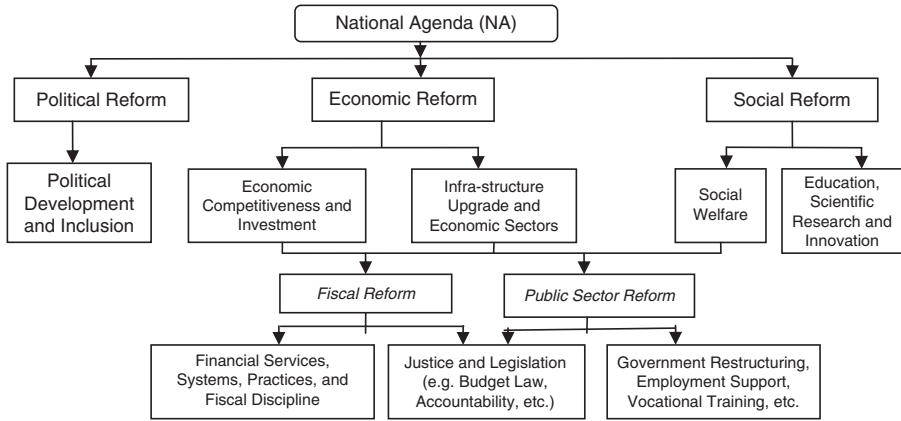 National Agenda (NA)
Political Reform
Economic Reform
Social Reform
Political
Development
and Inclusion
Economic
Competitiveness and
Investment
Infra-structure
Upgrade and
Economic Sectors
Social
Welfare
Education,
Scientific
Research and
Innovation
Fiscal Reform
Public Sector Reform
Financial Services,
Systems, Practices, and
Fiscal Discipline
Justice and Legislation
(e.g. Budget Law,
Accountability, etc.)
Government Restructuring,
Employment Support,
Vocational Training, etc.